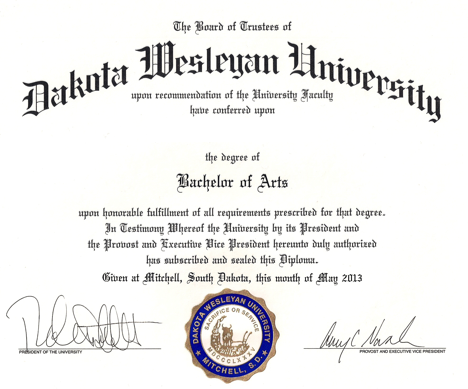 The Board of Trustees of
Dakota Wesleyan University
upon recommendation of the University Faculty
have conferred upon
the degree of
Bachelor of Arts
upon honorable fulfillment of all requirements prescribed for that degree.
In Testimony Whereof the University by its President and
the Provost and Executive Vice President hereunto duly authorized
has subscribed and sealed this Diploma.
Given at Mitchell, South Dakota, this month of May 2013
DAKOTA WESLEYAN UNIVERSITY
SACRIFICE OR SERVICE
MDCCCLXXXV
MITCHELL, S.D.
PRESIDENT OF THE UNIVERSITY
PROVOST AND EXECUTIVE VICE PRESIDENT